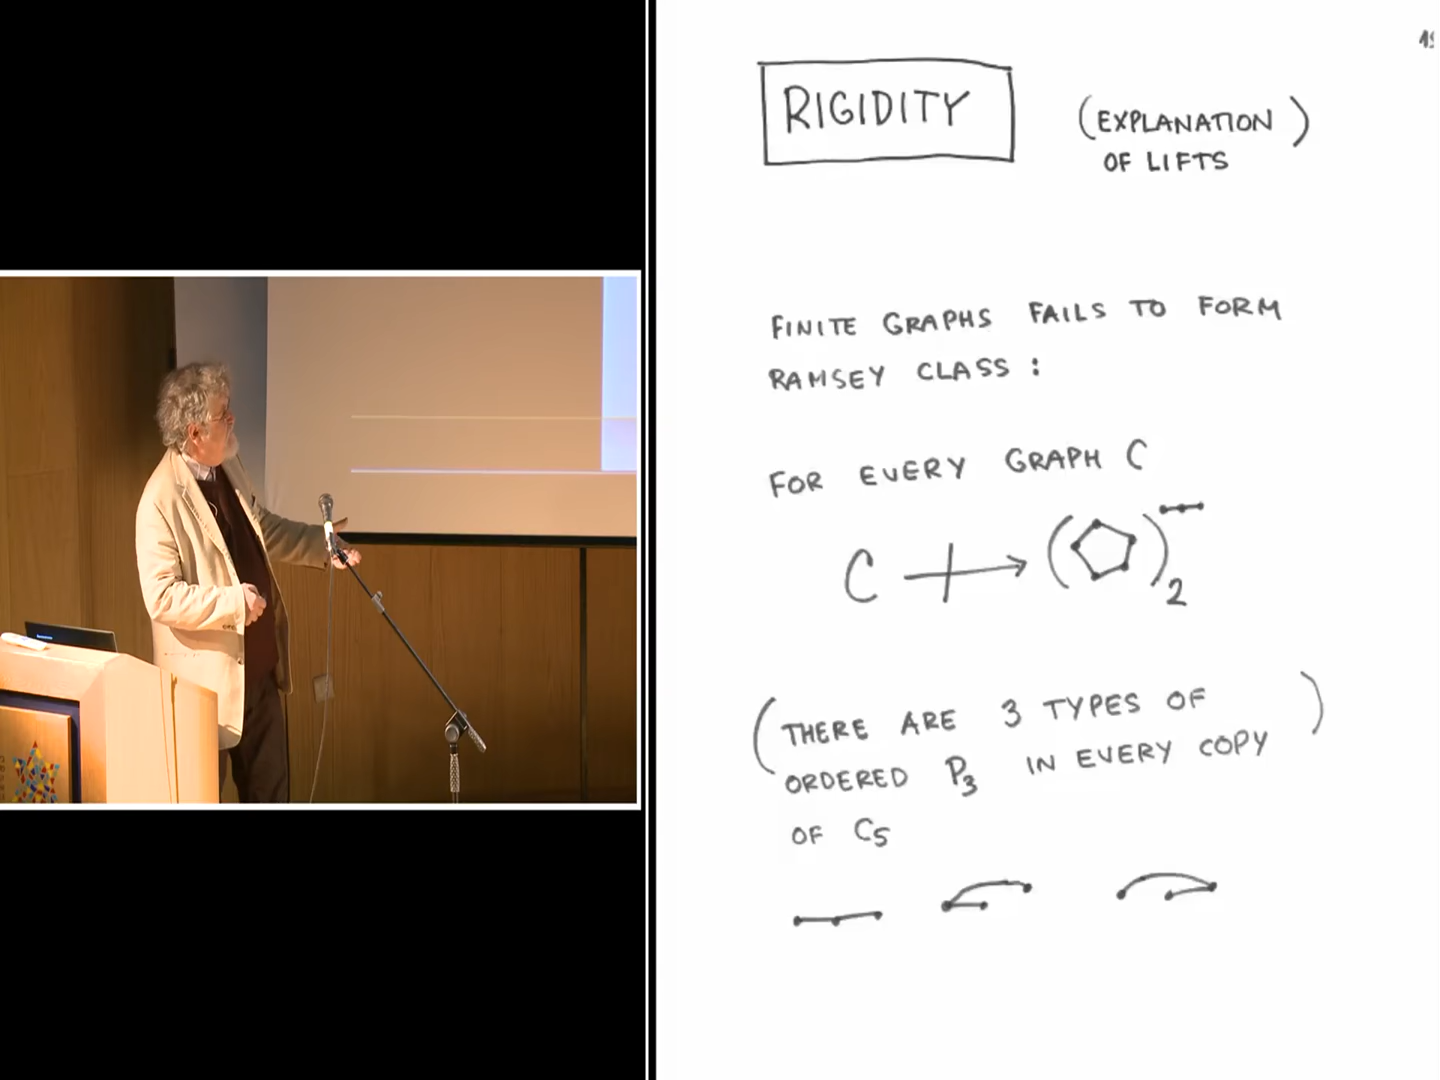 RIGIDITY
(EXPLANATION)
OF LIFTS
FINITE GRAPHS FAILS TO FORM
RAMSEY CLASS :
FOR EVERY GRAPH C
C ( )2
(THERE ARE 3 TYPES OF )
ORDERED P3 IN EVERY COPY
OF C5